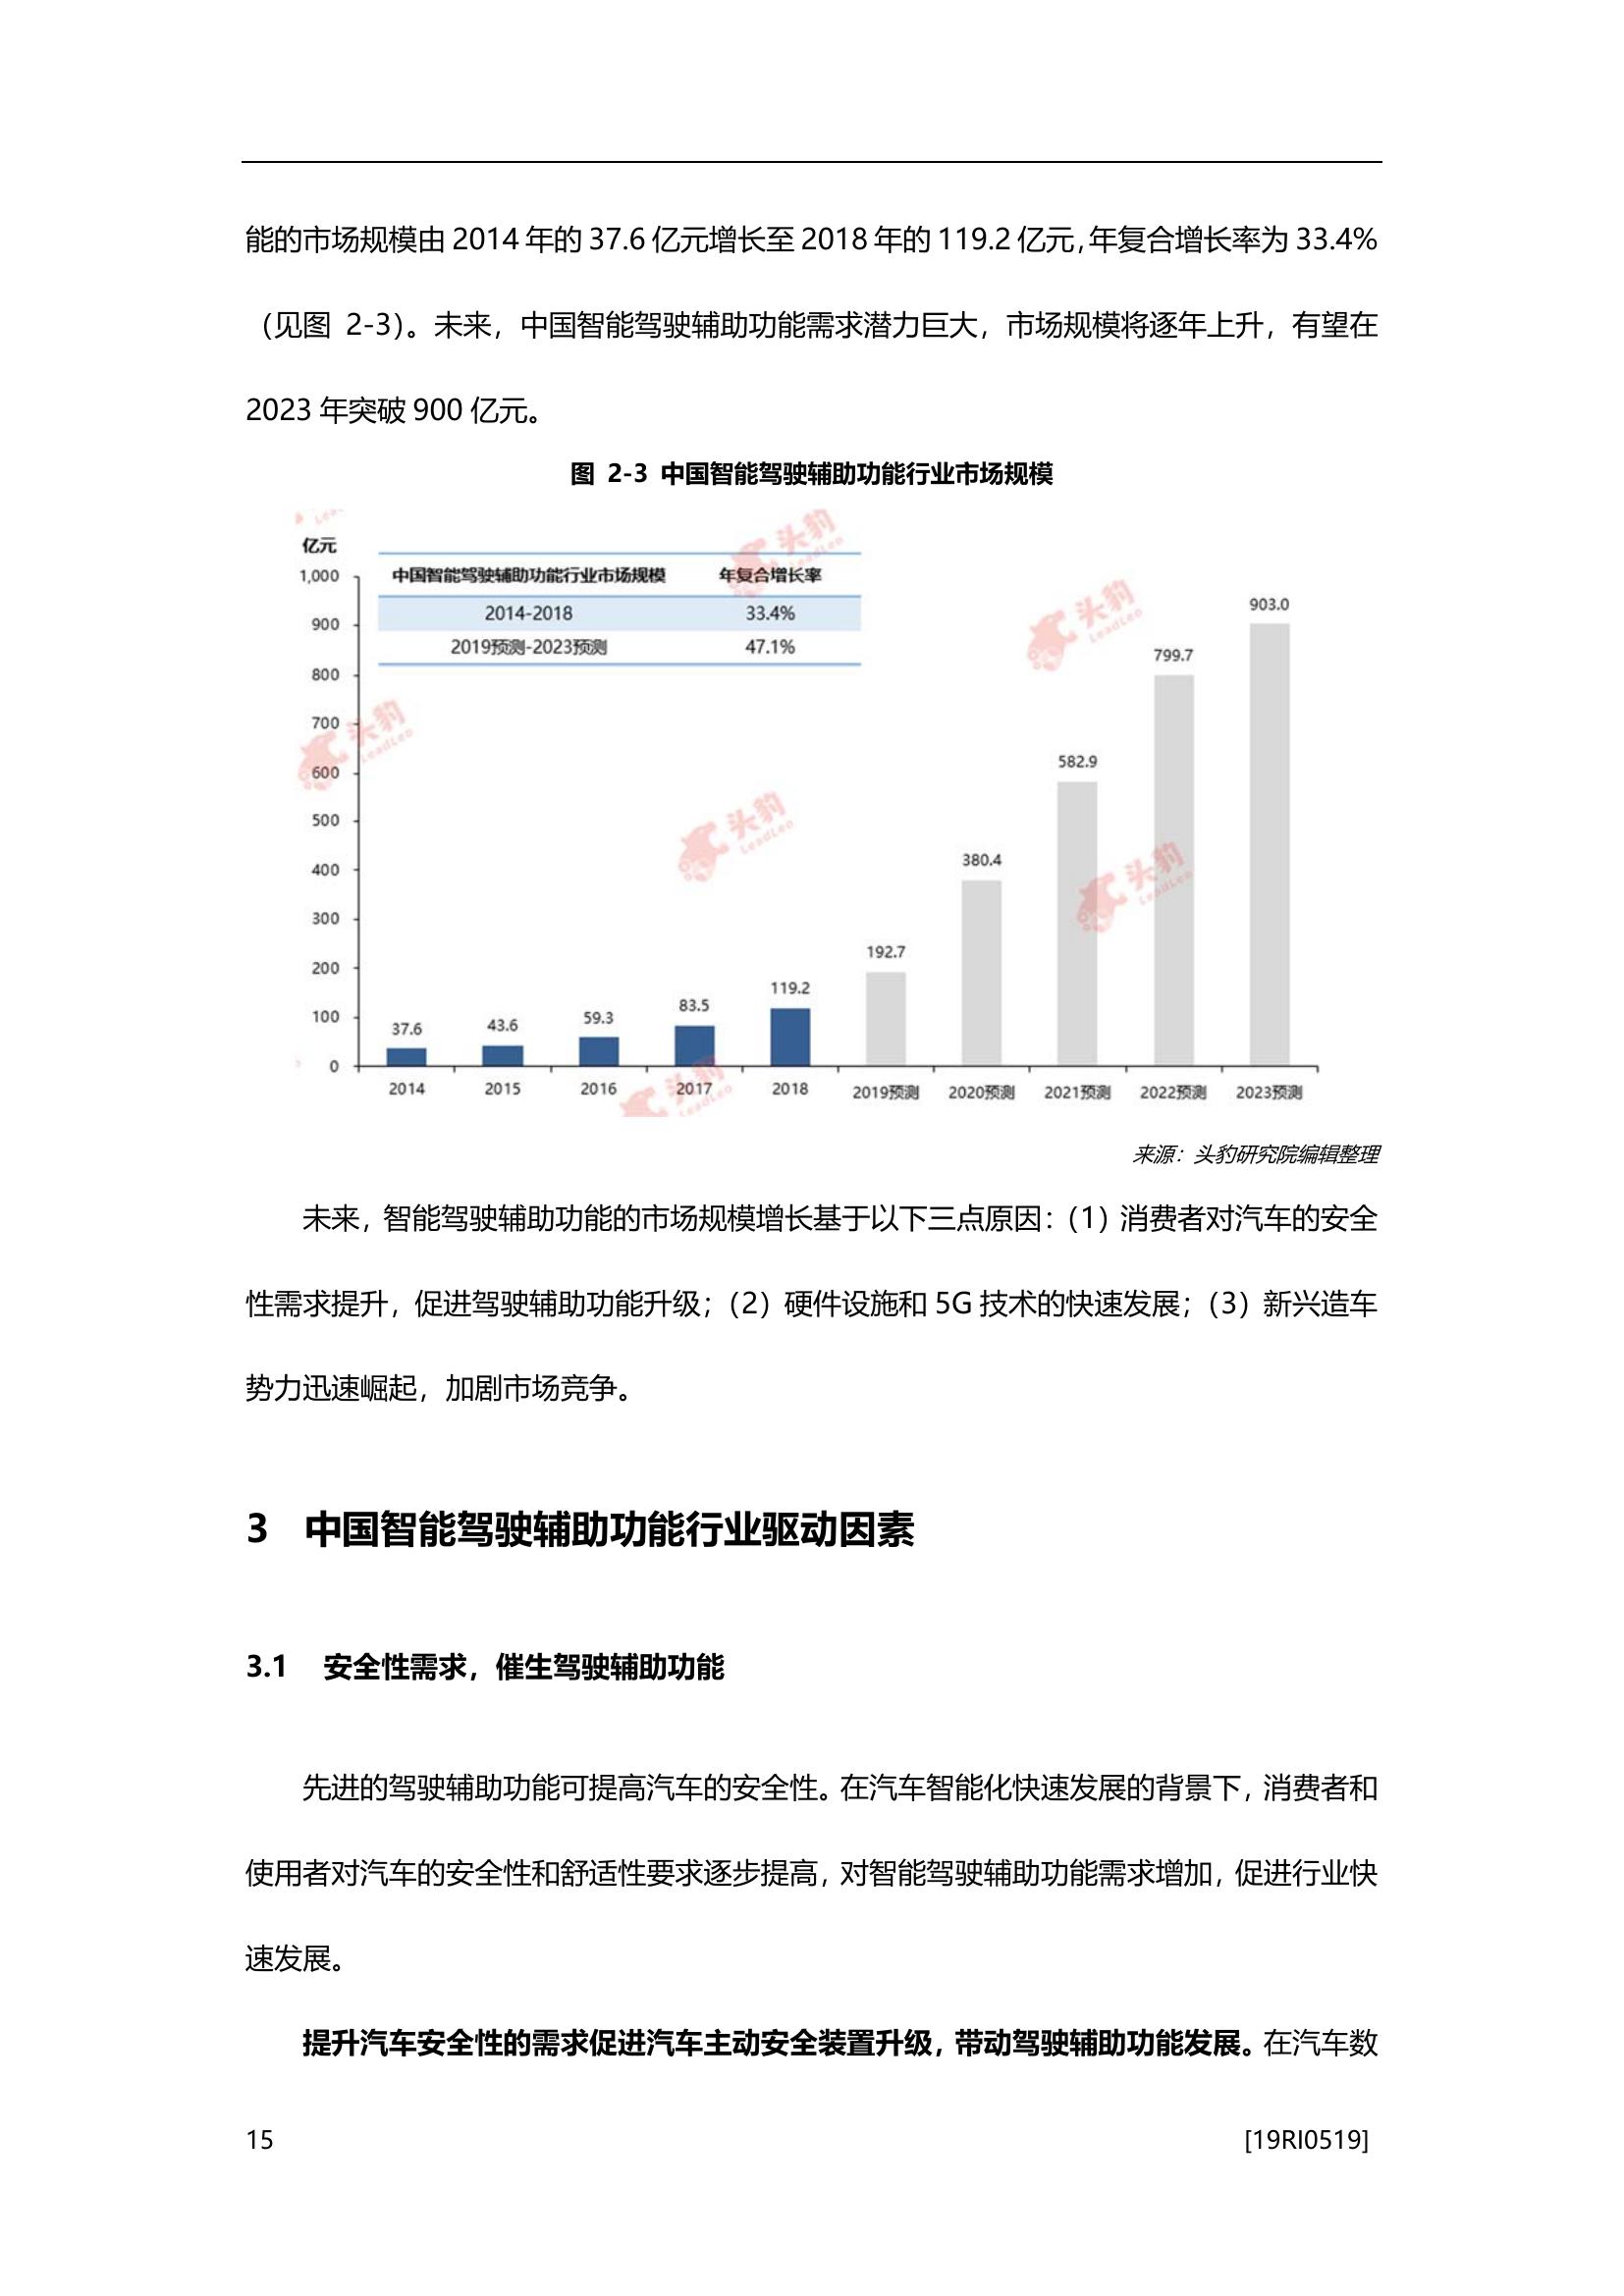 能的市场规模由 2014 年的 37.6 亿元增长至 2018 年的 119.2 亿元，年复合增长率为 33.4%
（见图 2-3）。未来，中国智能驾驶辅助功能需求潜力巨大，市场规模将逐年上升，有望在
2023 年突破 900 亿元。
图 2-3 中国智能驾驶辅助功能行业市场规模
亿元
中国智能驾驶辅助功能行业市场规模 年复合增长率
2014-2018 33.4%
2019预测-2023预测 47.1%
1,000
900
800
700
600
500
400
300
200
100
0
37.6
43.6
59.3
83.5
119.2
192.7
380.4
582.9
799.7
903.0
2014 2015 2016 2017 2018 2019预测 2020预测 2021预测 2022预测 2023预测
头豹
LeadLeo
头豹
LeadLeo
头豹
LeadLeo
头豹
LeadLeo
头豹
LeadLeo
头豹
LeadLeo
来源：头豹研究院编辑整理
未来，智能驾驶辅助功能的市场规模增长基于以下三点原因：（1）消费者对汽车的安全
性需求提升，促进驾驶辅助功能升级；（2）硬件设施和 5G 技术的快速发展；（3）新兴造车
势力迅速崛起，加剧市场竞争。
3 中国智能驾驶辅助功能行业驱动因素
3.1 安全性需求，催生驾驶辅助功能
先进的驾驶辅助功能可提高汽车的安全性。在汽车智能化快速发展的背景下，消费者和
使用者对汽车的安全性和舒适性要求逐步提高，对智能驾驶辅助功能需求增加，促进行业快
速发展。
提升汽车安全性的需求促进汽车主动安全装置升级，带动驾驶辅助功能发展。在汽车数
15 [19RI0519]